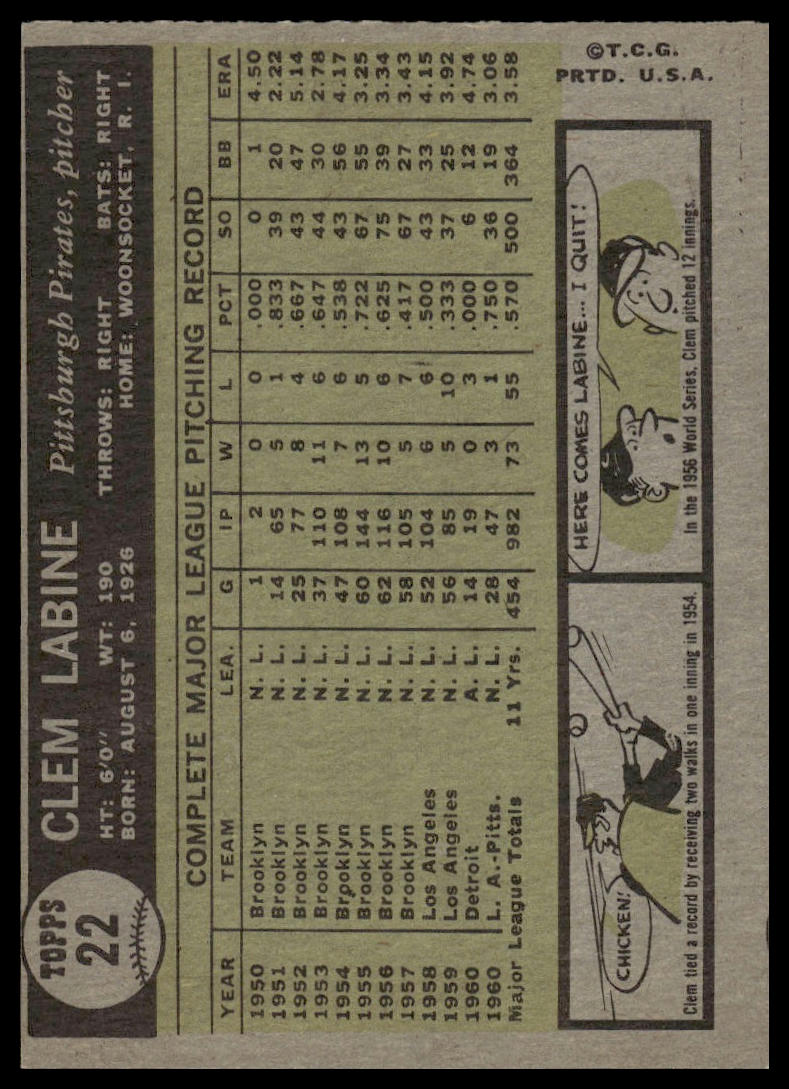 TOPPS
22
CLEM LABINE Pittsburgh Pirates, pitcher
HT: 6'0" WT: 190 THROWS: RIGHT BATS: RIGHT
BORN: AUGUST 6, 1926 HOME: WOONSOCKET, R. I.
COMPLETE MAJOR LEAGUE PITCHING RECORD
YEAR TEAM LEA. G IP W L PCT SO BB ERA
1950 Brooklyn N. L. 1 2 0 0 .000 0 1 4.50
1951 Brooklyn N. L. 14 65 5 1 .833 39 20 2.22
1952 Brooklyn N. L. 25 77 8 4 .667 43 47 5.14
1953 Brooklyn N. L. 37 110 11 6 .647 44 30 2.78
1954 Brooklyn N. L. 47 108 7 6 .538 43 56 4.17
1955 Brooklyn N. L. 60 144 13 5 .722 67 55 3.25
1956 Brooklyn N. L. 62 116 10 6 .625 75 39 3.34
1957 Brooklyn N. L. 58 105 5 7 .417 67 27 3.43
1958 Los Angeles N. L. 52 104 6 6 .500 43 33 4.15
1959 Los Angeles N. L. 56 85 5 10 .333 37 25 3.92
1960 Detroit A. L. 14 19 0 3 .000 6 12 4.74
1960 L. A.-Pitts. N. L. 28 47 3 1 .750 36 19 3.06
Major League Totals 11 Yrs. 454 982 73 55 .570 500 364 3.58
CHICKEN!
Clem tied a record by receiving two walks in one inning in 1954.
HERE COMES LABINE... I QUIT!
In the 1956 World Series, Clem pitched 12 innings.
©T.C.G.
PRTD. U.S.A.